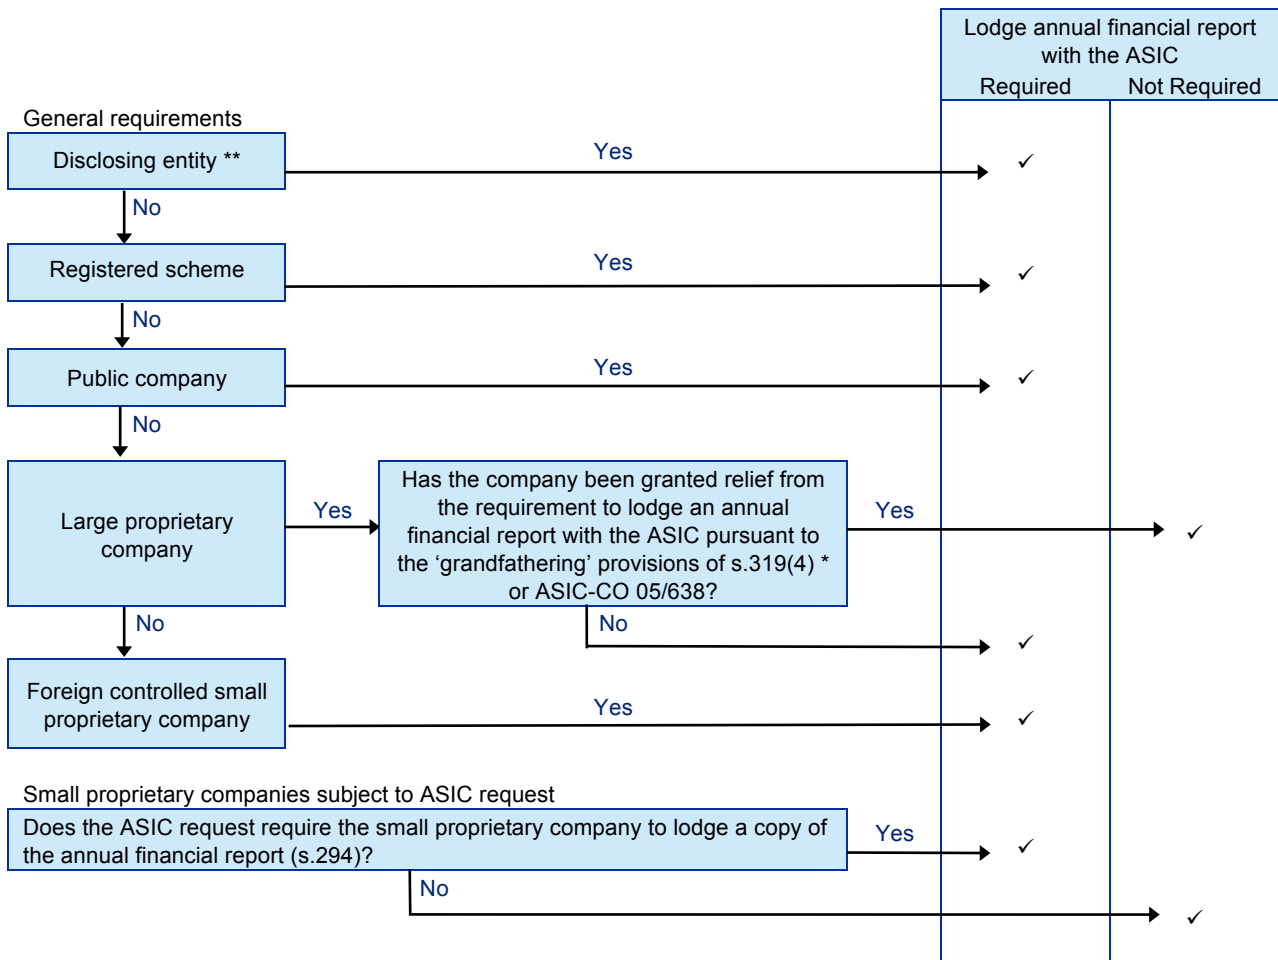 Lodge annual financial report
with the ASIC
Required Not Required
General requirements
Disclosing entity **
Yes
✓
No
Registered scheme
Yes
✓
No
Public company
Yes
✓
No
Large proprietary
company
Yes
Has the company been granted relief from
the requirement to lodge an annual
financial report with the ASIC pursuant to
the ‘grandfathering’ provisions of s.319(4) *
or ASIC-CO 05/638?
Yes
✓
No
✓
No
Foreign controlled small
proprietary company
Yes
✓
Small proprietary companies subject to ASIC request
Does the ASIC request require the small proprietary company to lodge a copy of
the annual financial report (s.294)?
Yes
✓
No
✓